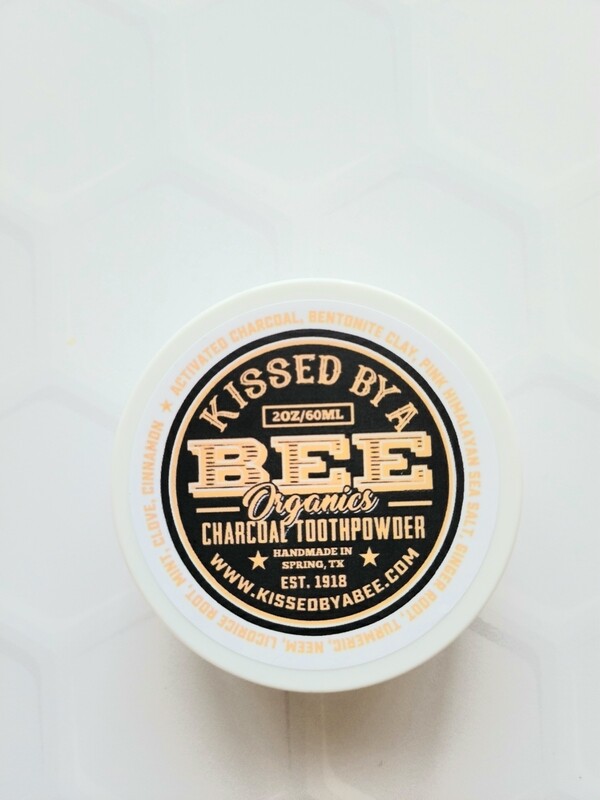 KISSED BY A
2OZ/60ML
BEE
Organics
CHARCOAL TOOTHPOWDER
HANDMADE IN
SPRING, TX
EST. 1918
WWW.KISSEDBYABEE.COM
ACTIVATED CHARCOAL, BENTONITE CLAY, PINK HIMALAYAN SEA SALT, GINGER ROOT, TURMERIC, NEEM, LICORICE ROOT, MINT, CLOVE, CINNAMON